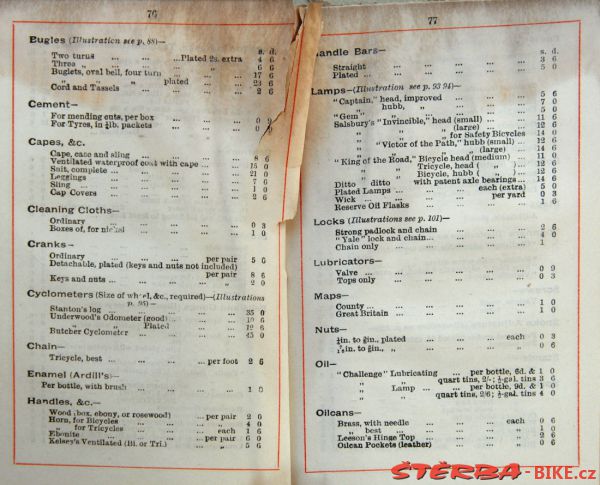 76
Bugles (Illustration see p. 88)—
s. d.
Two turns ... ... ... Plated 2s. extra 4 6
Three „ ... ... ... ... ... 6 6
Buglets, oval bell, four turn ... ... ... 17 6
„ „ „ plated ... ... 23 6
Cord and Tassels ... ... ... ... 2 6
Cement—
For mending cuts, per box ... ... 0 9
For Tyres, in ¼lb. packets ... ... 0
Capes, &c.
Cape, case and sling ... ... ... ... 8 6
Ventilated waterproof coat with cape ... ... 15 0
Suit, complete ... ... ... ... ... 21 0
Leggings ... ... ... ... ... 7 6
Sling ... ... ... ... ... 1 0
Cap Covers ... ... ... ... ... 2 6
Cleaning Cloths—
Ordinary ... ... ... ... ... 0 3
Boxes of, for nickel ... ... ... ... 1 0
Cranks—
Ordinary ... ... ... ... per pair 5 6
Detachable, plated (keys and nuts not included)
per pair 8 6
Keys and nuts ... ... ... ... „ 2 0
Cyclometers (Size of wheel, &c., required)—(Illustrations
p. 95)—
Stanton's log ... ... ... ... ... 35 0
Underwood's Odometer (good) ... ... ... 10 6
„ „ Plated ... ... ... 12 6
Butcher Cyclometer ... ... ... ... 45 0
Chain—
Tricycle, best ... ... ... ... per foot 2 6
Enamel (Ardill's)—
Per bottle, with brush ... ... ... ... 1 0
Handles, &c.—
Wood (box, ebony, or rosewood) ... ... per pair 2 6
Horn, for Bicycles ... ... ... „ 4 0
„ for Tricycles ... ... ... each 1 6
Ebonite ... ... ... ... per pair 6 0
Kelsey's Ventilated (Bi. or Tri.) ... ... „ 5 6
77
Handle Bars—
s. d.
Straight ... ... ... ... ... 3 6
Plated ... ... ... ... ... 5 0
Lamps—(Illustration see p. 93 94)—
"Captain," head, improved ... ... ... 5 6
„ hubb, „ ... ... ... 7 0
"Gem" ... ... ... ... ... 5 0
Salsbury's "Invincible," head (small) ... ... 11 6
„ „ „ (large) ... ... 12 6
„ „ „ for Safety Bicycles 14 0
„ "Victor of the Path," hubb (small) ... 12 6
„ „ „ (large) ... 14 6
"King of the Road," Bicycle head (medium) ... 11 0
„ „ Tricycle, head ( „ ) ... 12 6
„ „ Bicycle, hubb ( „ ) ... 12 6
Ditto ditto with patent axle bearings ... 14 6
Plated Lamps ... ... ... each (extra) 5 0
Wick ... ... ... ... per yard 0 3
Reserve Oil Flasks ... ... ... ... 1 6
Locks (Illustrations see p. 101)—
Strong padlock and chain ... ... ... 2 6
"Yale" lock and chain... ... ... ... 4 0
Chain only ... ... ... ... ... 1
Lubricators—
Valve ... ... ... ... ... 0 9
Tops only ... ... ... ... ... 0 3
Maps—
County ... ... ... ... ... 1 0
Great Britain ... ... ... ... ... 1 0
Nuts—
in., plated ... ... ... each 0 3
„ ... ... „ 0 6
Oil—
"Challenge" Lubricating ... per bottle, 6d. & 1 0
„ „ quart tins, 2/-; ½-gal. tins 3 6
„ Lamp ... ... per bottle, 9d. & 1 0
„ „ quart tins, 2/6; ½-gal. tins 4 0
Oilcans—
Brass, with needle ... ... ... each 0 6
„ best ... ... ... ... „ 1 0
Leeson's Hinge Top ... ... ... „ 2 6
Oilcan Pockets (leather) ... ... ... „ 0 6
ŠTĚRBA-BIKE.cz